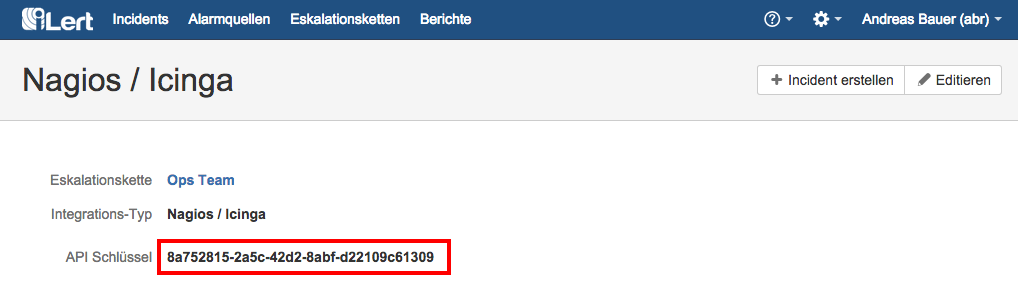 iLert Incidents Alarmquellen Eskalationsketten Berichte ? Andreas Bauer (abr)
Nagios / Icinga + Incident erstellen Editieren
Eskalationskette Ops Team
Integrations-Typ Nagios / Icinga
API Schlüssel 8a752815-2a5c-42d2-8abf-d22109c61309